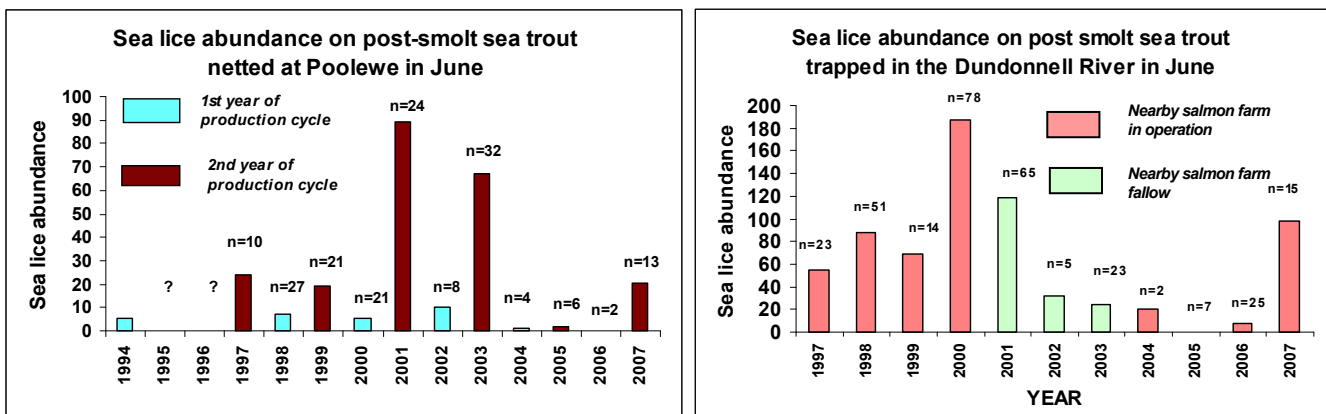 Sea lice abundance on post-smolt sea trout
netted at Poolewe in June
Sea lice abundance
100
90
80
70
60
50
40
30
20
10
0
1st year of
production cycle
2nd year of
production cycle
?
?
n=10
n=27
n=21
n=21
n=24
n=8
n=32
n=4
n=6
n=2
n=13
1994
1995
1996
1997
1998
1999
2000
2001
2002
2003
2004
2005
2006
2007
Sea lice abundance on post smolt sea trout
trapped in the Dundonnell River in June
Sea lice abundance
200
180
160
140
120
100
80
60
40
20
0
Nearby salmon farm
in operation
Nearby salmon farm
fallow
n=23
n=51
n=14
n=78
n=65
n=5
n=23
n=2
n=7
n=25
n=15
1997
1998
1999
2000
2001
2002
2003
2004
2005
2006
2007
YEAR